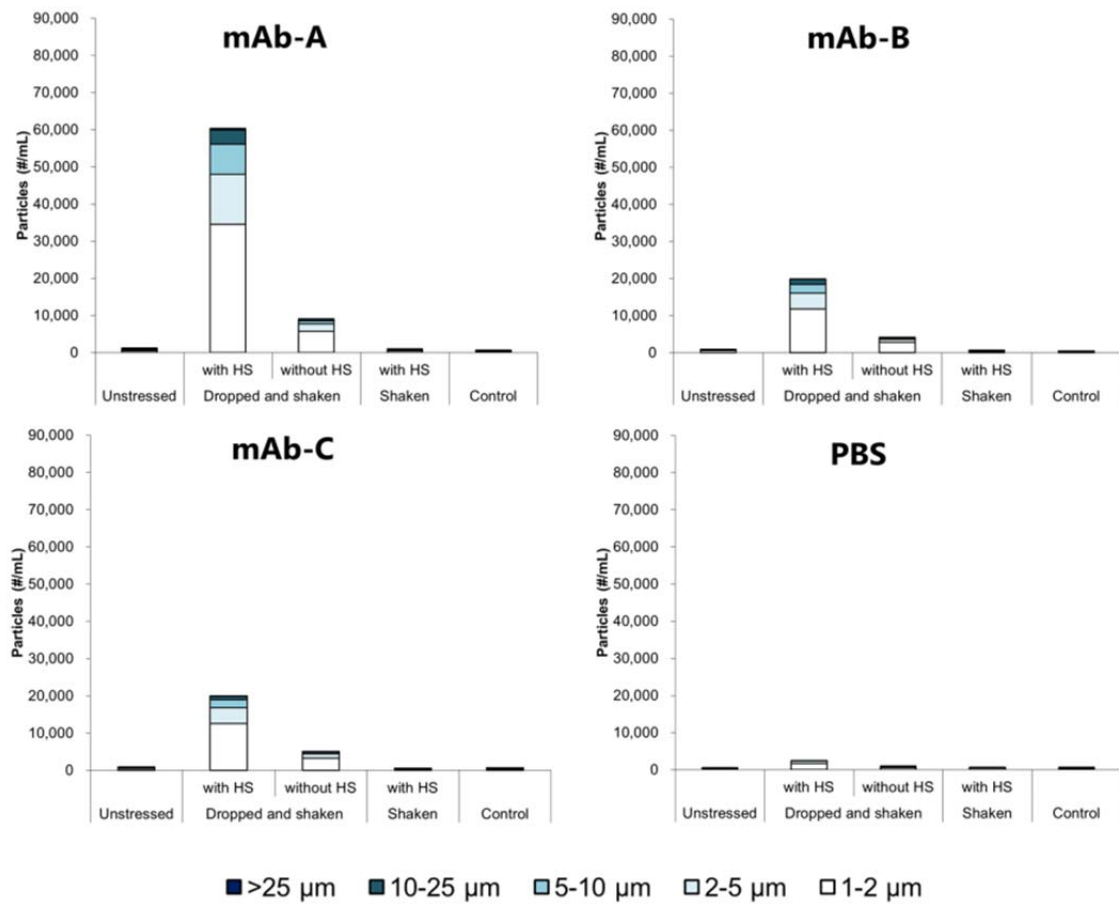 mAb-A
Particles (#/mL)
90,000
80,000
70,000
60,000
50,000
40,000
30,000
20,000
10,000
0
with HS without HS with HS
Unstressed Dropped and shaken Shaken Control
mAb-B
Particles (#/mL)
90,000
80,000
70,000
60,000
50,000
40,000
30,000
20,000
10,000
0
with HS without HS with HS
Unstressed Dropped and shaken Shaken Control
mAb-C
Particles (#/mL)
90,000
80,000
70,000
60,000
50,000
40,000
30,000
20,000
10,000
0
with HS without HS with HS
Unstressed Dropped and shaken Shaken Control
PBS
Particles (#/mL)
90,000
80,000
70,000
60,000
50,000
40,000
30,000
20,000
10,000
0
with HS without HS with HS
Unstressed Dropped and shaken Shaken Control
>25 µm 10-25 µm 5-10 µm 2-5 µm 1-2 µm